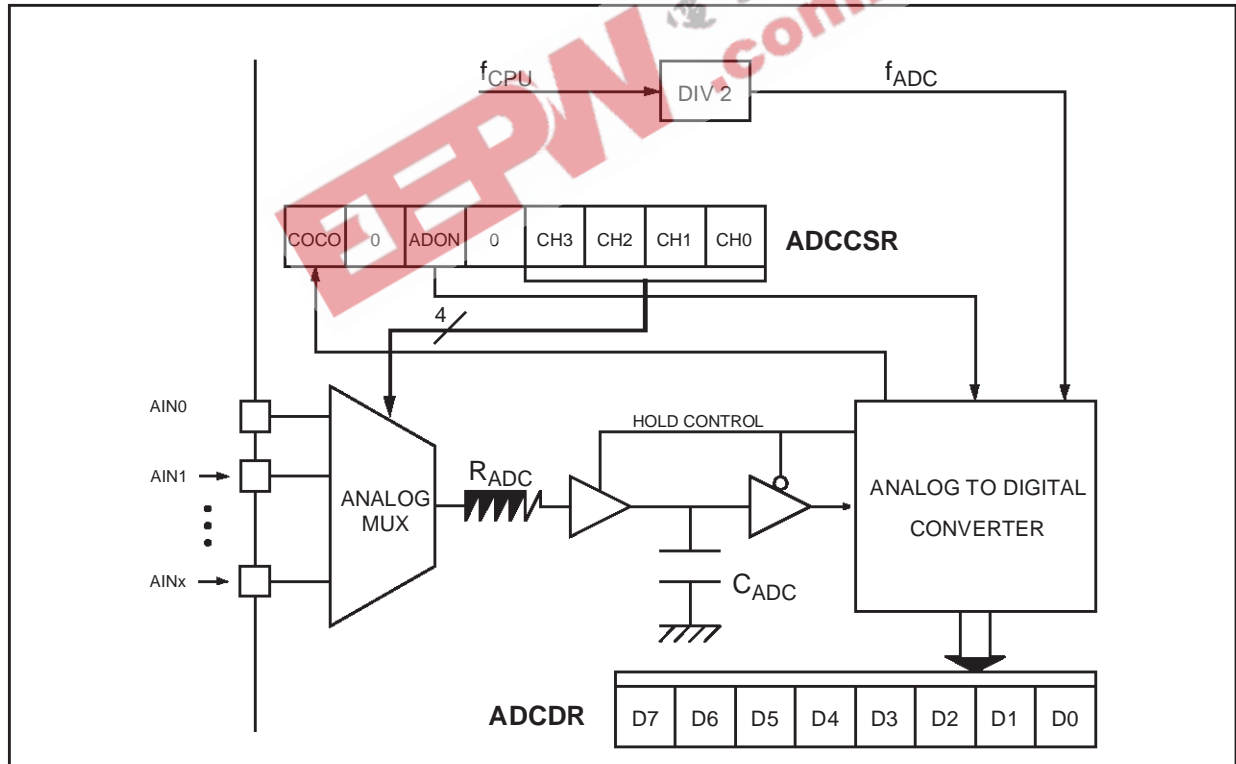 EEPW.com
fCPU
DIV 2
fADC
COCO 0 ADON 0 CH3 CH2 CH1 CH0
ADCCSR
4
AIN0
AIN1
AINx
ANALOG
MUX
RADC
HOLD CONTROL
CADC
ANALOG TO DIGITAL
CONVERTER
ADCDR
D7 D6 D5 D4 D3 D2 D1 D0